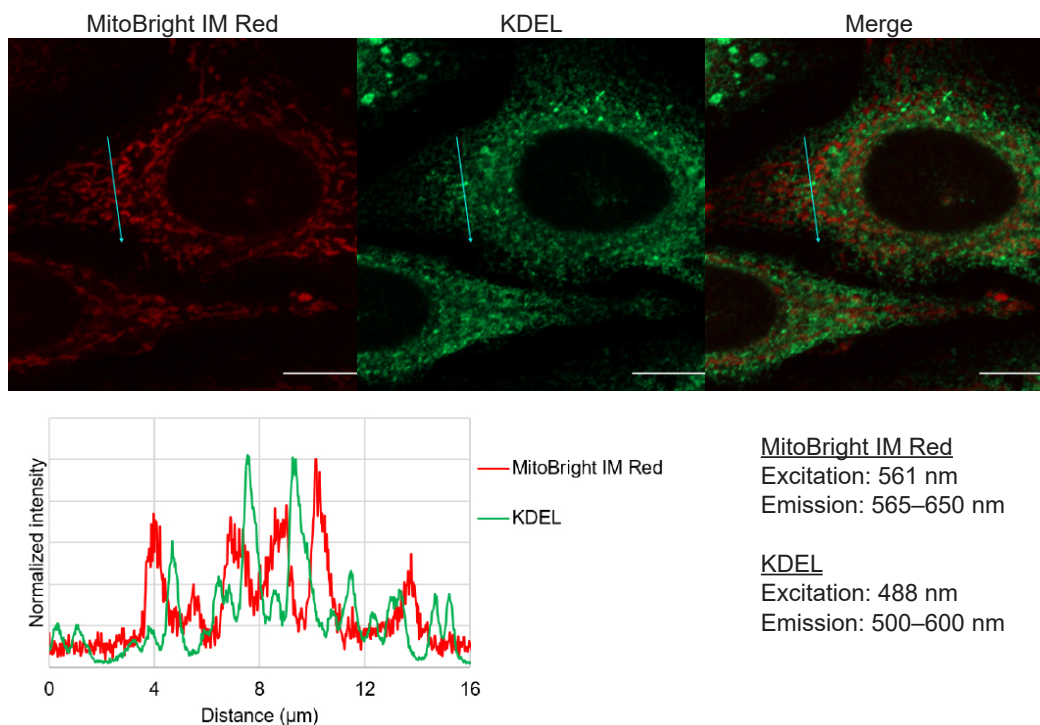 MitoBright IM Red
KDEL
Merge
Normalized intensity
MitoBright IM Red
KDEL
0
4
8
12
16
Distance (μm)
MitoBright IM Red
Excitation: 561 nm
Emission: 565–650 nm
KDEL
Excitation: 488 nm
Emission: 500–600 nm